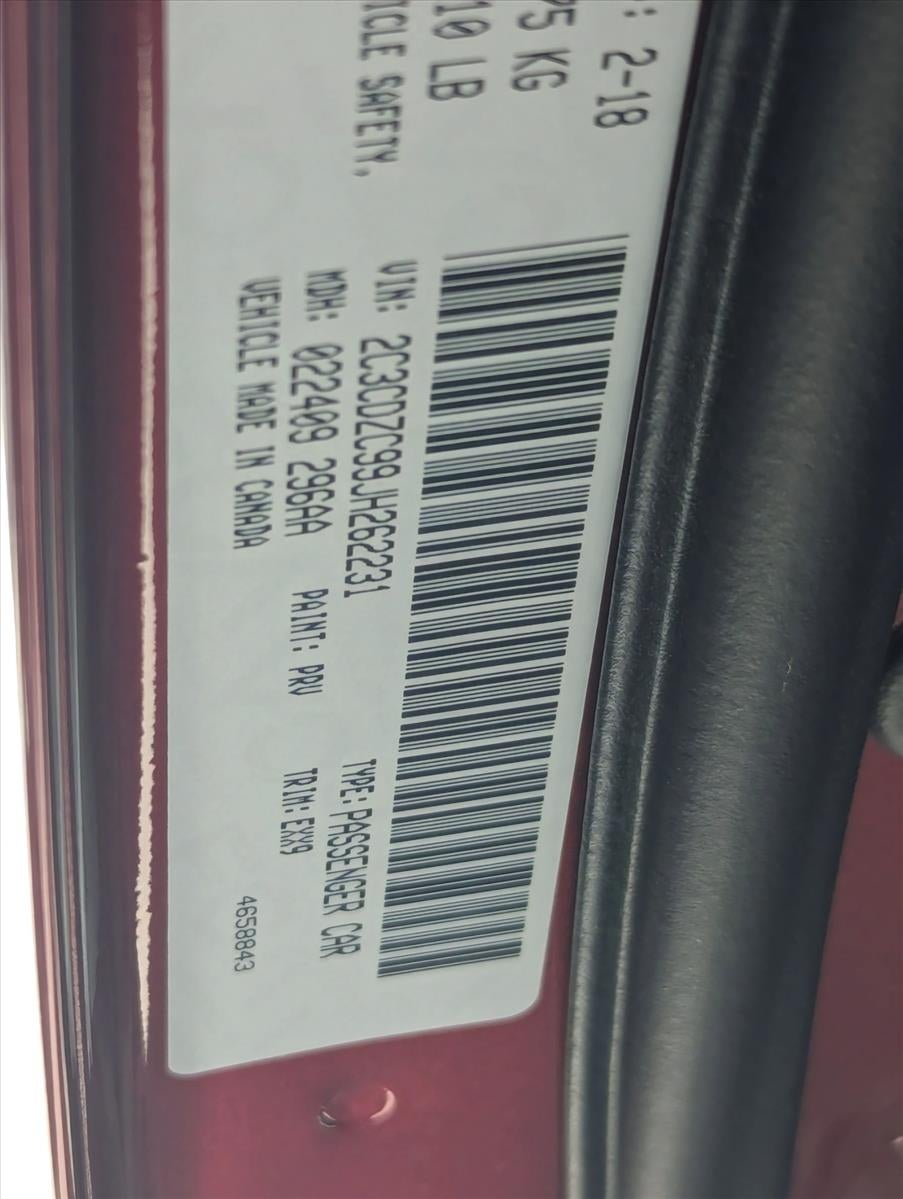 : 2-18
95 KG
10 LB
ICLE SAFETY,
VIN: 2C3CDZC99JH262231
TYPE: PASSENGER CAR
MDH: 022409 296AA
PAINT: PRV
TRIM: EXX9
VEHICLE MADE IN CANADA
4658843